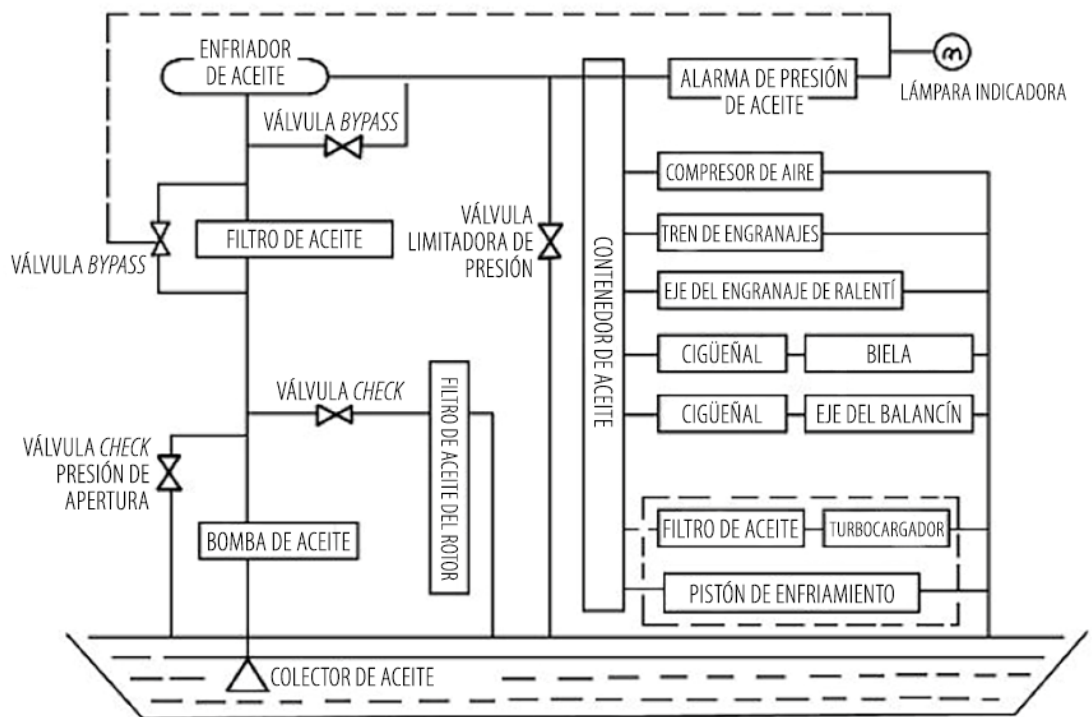 ENFRIADOR
DE ACEITE
ALARMA DE PRESIÓN
DE ACEITE
LÁMPARA INDICADORA
VÁLVULA BYPASS
COMPRESOR DE AIRE
VÁLVULA
LIMITADORA DE
PRESIÓN
FILTRO DE ACEITE
TREN DE ENGRANAJES
VÁLVULA BYPASS
CONTENEDOR DE ACEITE
EJE DEL ENGRANAJE DE RALENTÍ
CIGÜEÑAL
BIELA
VÁLVULA CHECK
FILTRO DE ACEITE DEL ROTOR
CIGÜEÑAL
EJE DEL BALANCÍN
VÁLVULA CHECK
PRESIÓN DE
APERTURA
BOMBA DE ACEITE
FILTRO DE ACEITE
TURBOCARGADOR
PISTÓN DE ENFRIAMIENTO
COLECTOR DE ACEITE